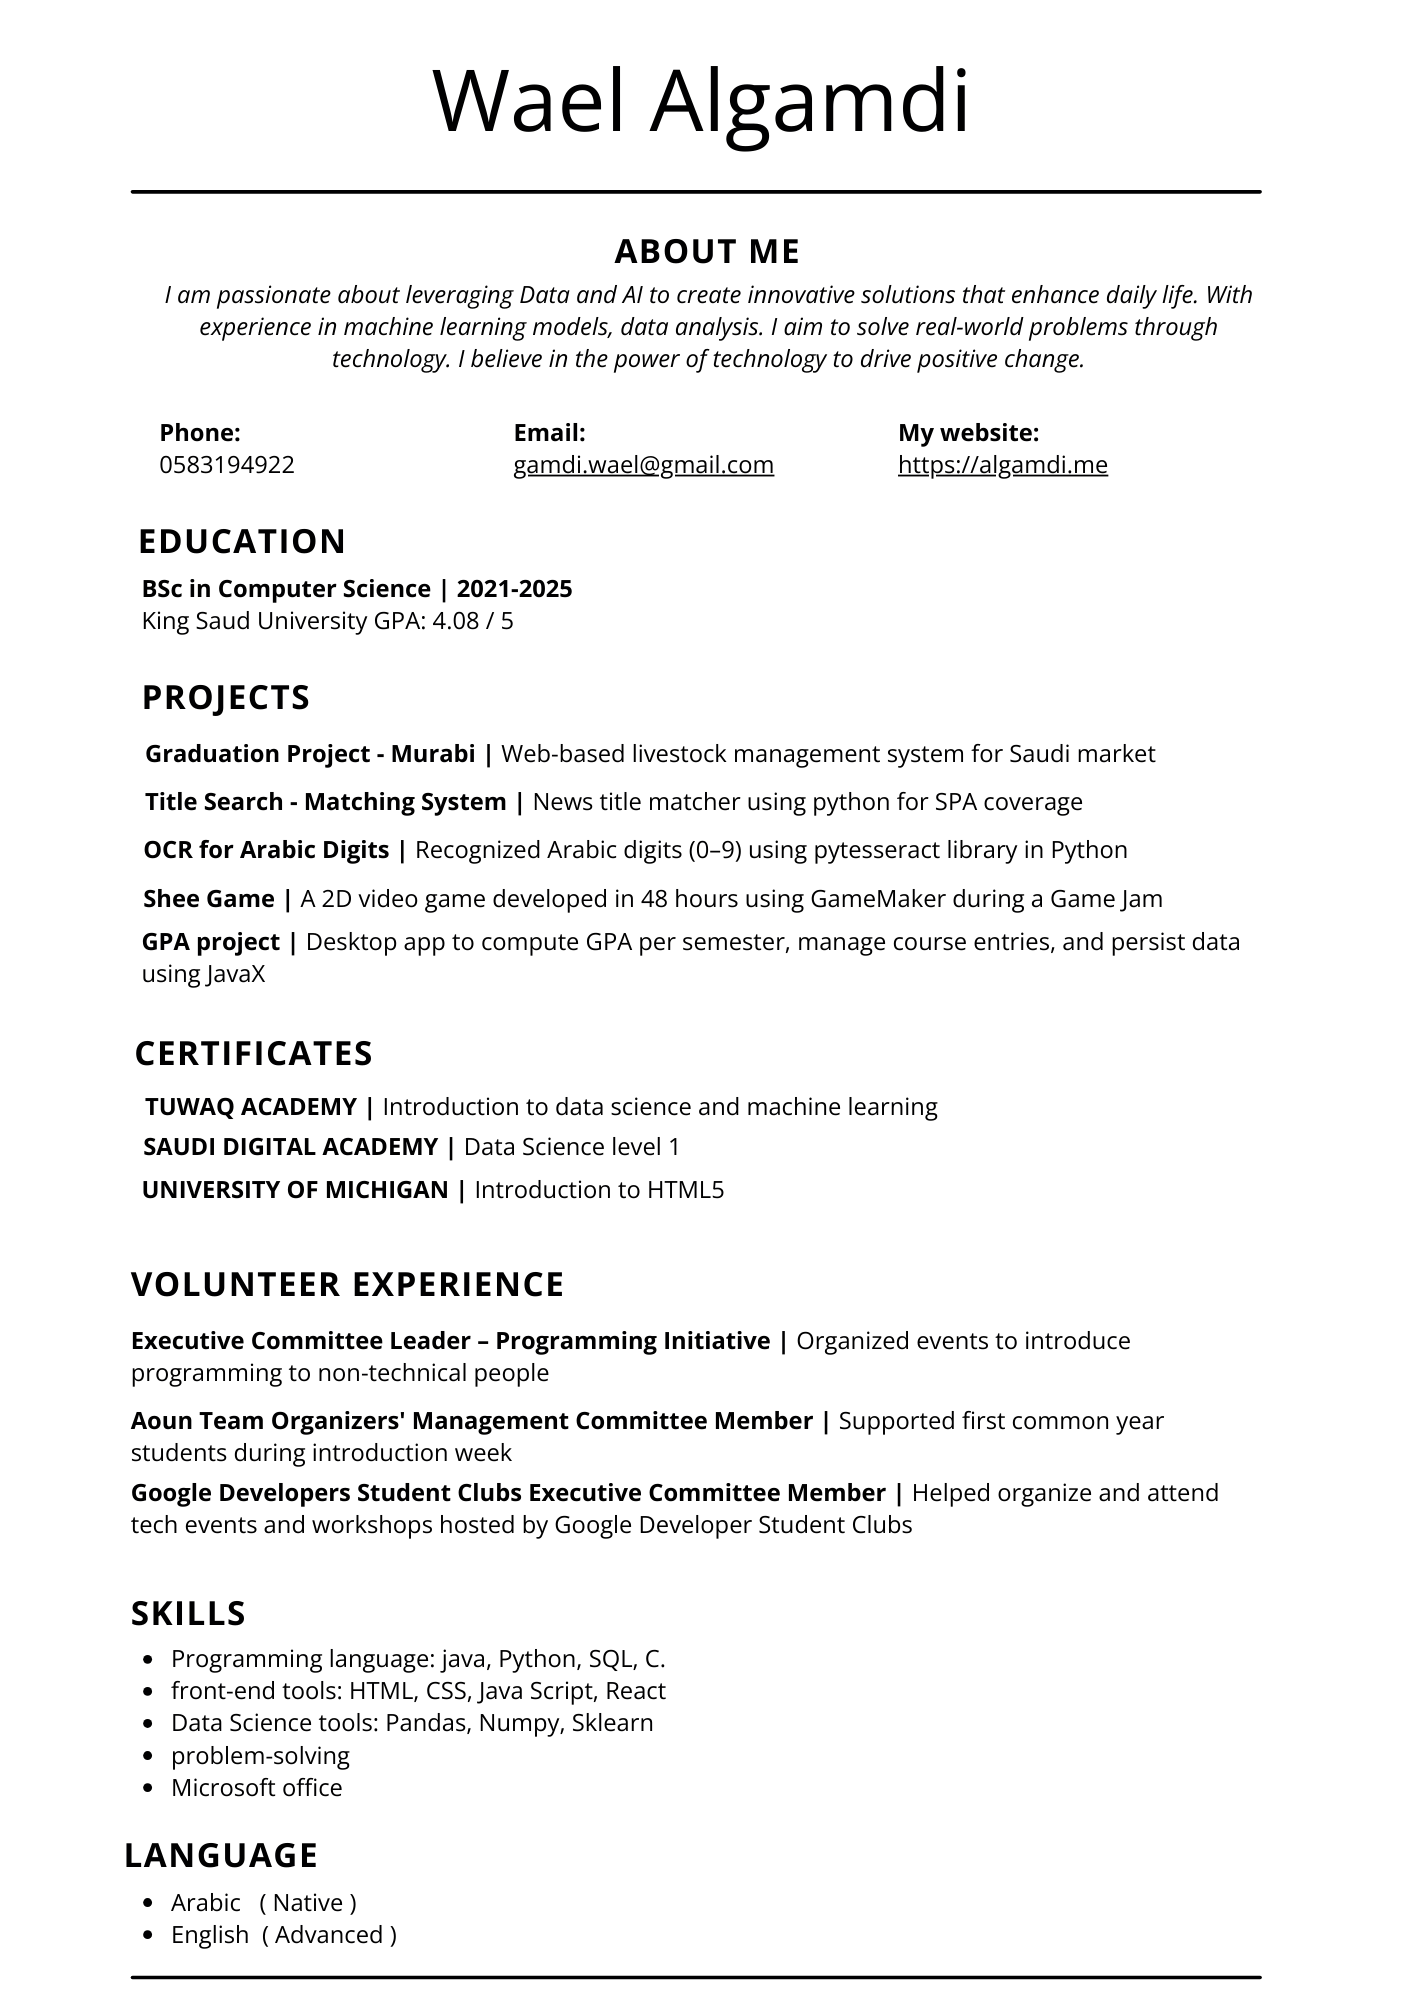 Wael Algamdi
ABOUT ME
I am passionate about leveraging Data and AI to create innovative solutions that enhance daily life. With
experience in machine learning models, data analysis. I aim to solve real-world problems through
technology. I believe in the power of technology to drive positive change.
Phone: Email: My website:
0583194922 gamdi.wael@gmail.com https://algamdi.me
EDUCATION
BSc in Computer Science | 2021-2025
King Saud University GPA: 4.08 / 5
PROJECTS
Graduation Project - Murabi | Web-based livestock management system for Saudi market
Title Search - Matching System | News title matcher using python for SPA coverage
OCR for Arabic Digits | Recognized Arabic digits (0–9) using pytesseract library in Python
Shee Game | A 2D video game developed in 48 hours using GameMaker during a Game Jam
GPA project | Desktop app to compute GPA per semester, manage course entries, and persist data
using JavaX
CERTIFICATES
TUWAQ ACADEMY | Introduction to data science and machine learning
SAUDI DIGITAL ACADEMY | Data Science level 1
UNIVERSITY OF MICHIGAN | Introduction to HTML5
VOLUNTEER EXPERIENCE
Executive Committee Leader – Programming Initiative | Organized events to introduce
programming to non-technical people
Aoun Team Organizers' Management Committee Member | Supported first common year
students during introduction week
Google Developers Student Clubs Executive Committee Member | Helped organize and attend
tech events and workshops hosted by Google Developer Student Clubs
SKILLS
• Programming language: java, Python, SQL, C.
• front-end tools: HTML, CSS, Java Script, React
• Data Science tools: Pandas, Numpy, Sklearn
• problem-solving
• Microsoft office
LANGUAGE
• Arabic ( Native )
• English ( Advanced )